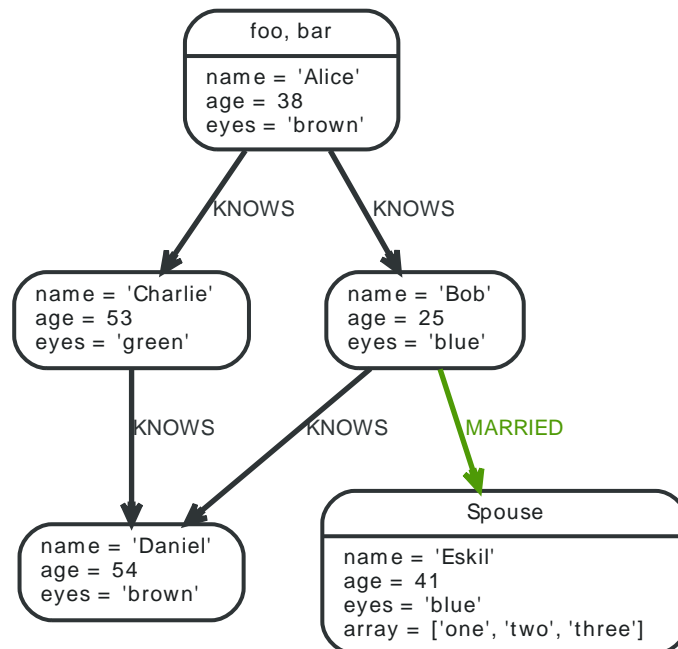 foo, bar
name = 'Alice'
age = 38
eyes = 'brown'
KNOWS
KNOWS
name = 'Charlie'
age = 53
eyes = 'green'
name = 'Bob'
age = 25
eyes = 'blue'
KNOWS
KNOWS
MARRIED
name = 'Daniel'
age = 54
eyes = 'brown'
Spouse
name = 'Eskil'
age = 41
eyes = 'blue'
array = ['one', 'two', 'three']